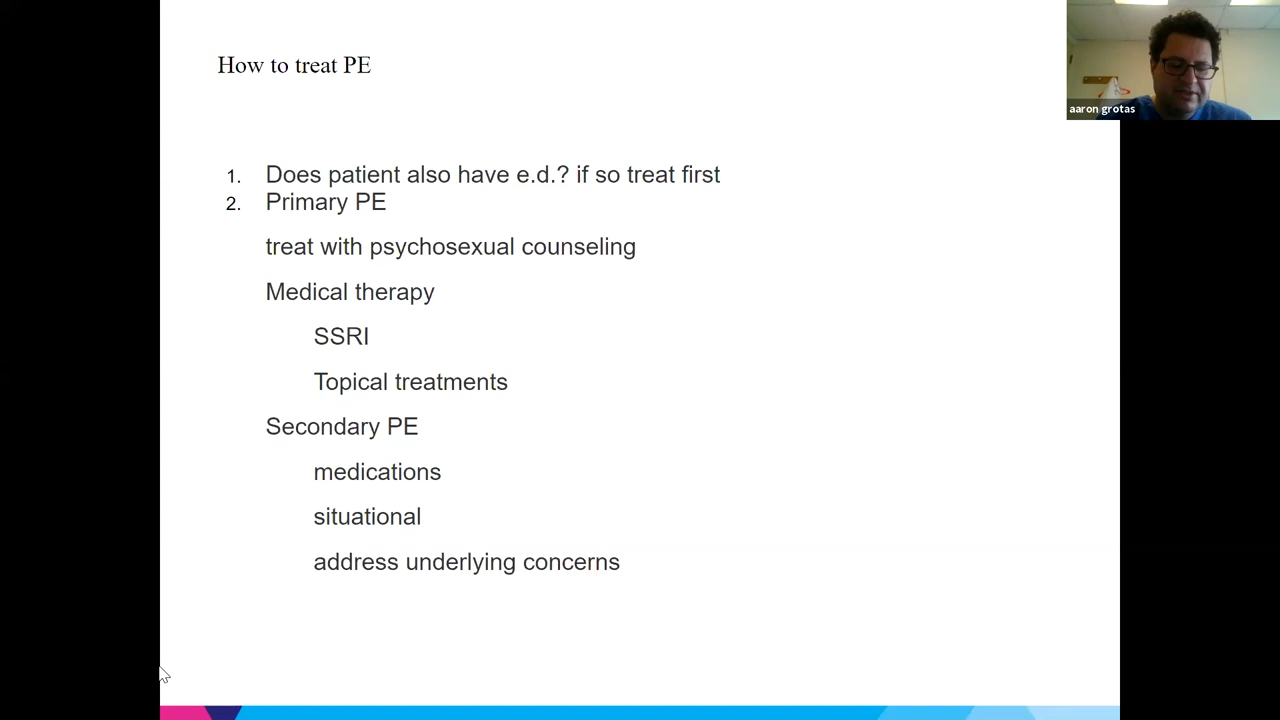 How to treat PE
aaron grotas
1. Does patient also have e.d.? if so treat first
2. Primary PE
treat with psychosexual counseling
Medical therapy
SSRI
Topical treatments
Secondary PE
medications
situational
address underlying concerns